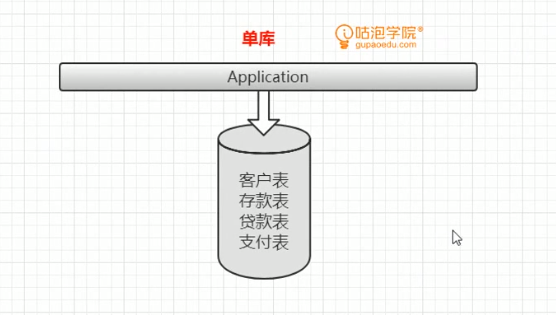 单库
咕泡学院®
gupaoedu.com
Application
客户表
存款表
贷款表
支付表